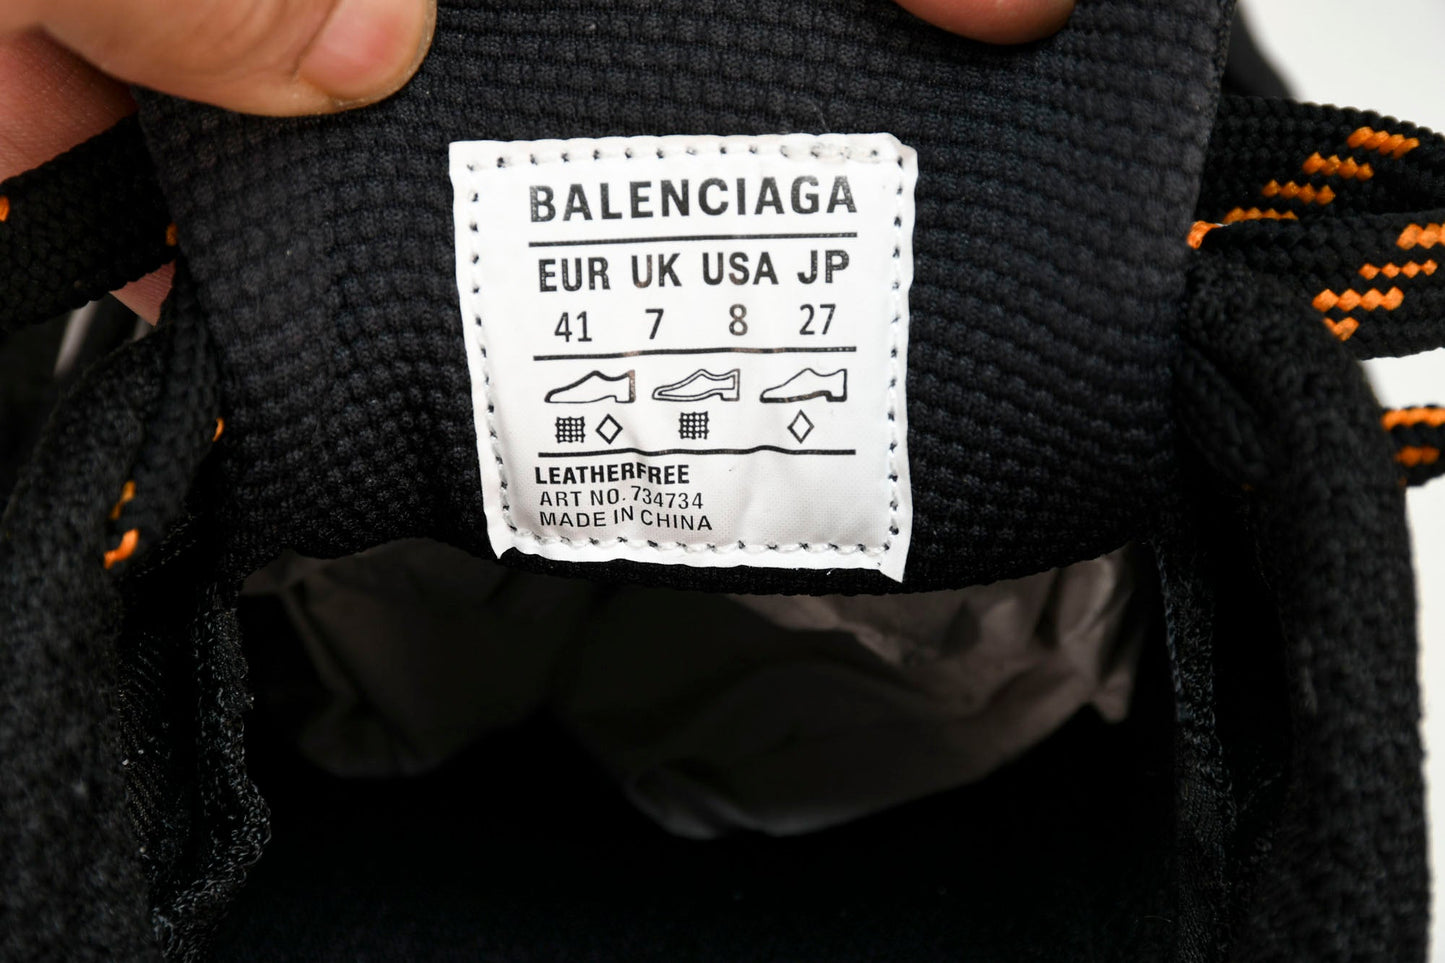 BALENCIAGA
EUR UK USA JP
41 7 8 27
LEATHERFREE
ART NO. 734734
MADE IN CHINA